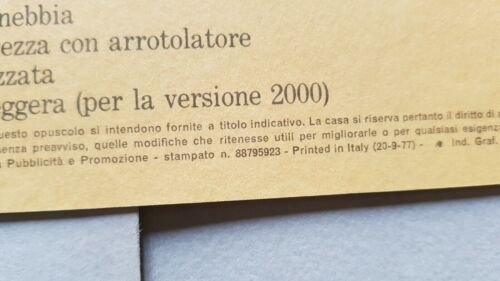 nebbia
ezza con arrotolatore
zzata
ggera (per la versione 2000)
uesto opuscolo si intendono fornite a titolo indicativo. La casa si riserva pertanto il diritto di a
enza preavviso, quelle modifiche che ritenesse utili per migliorarle o per qualsiasi esigenz
a Pubblicità e Promozione - stampato n. 88795923 - Printed in Italy (20-9-77) - Ind. Graf.